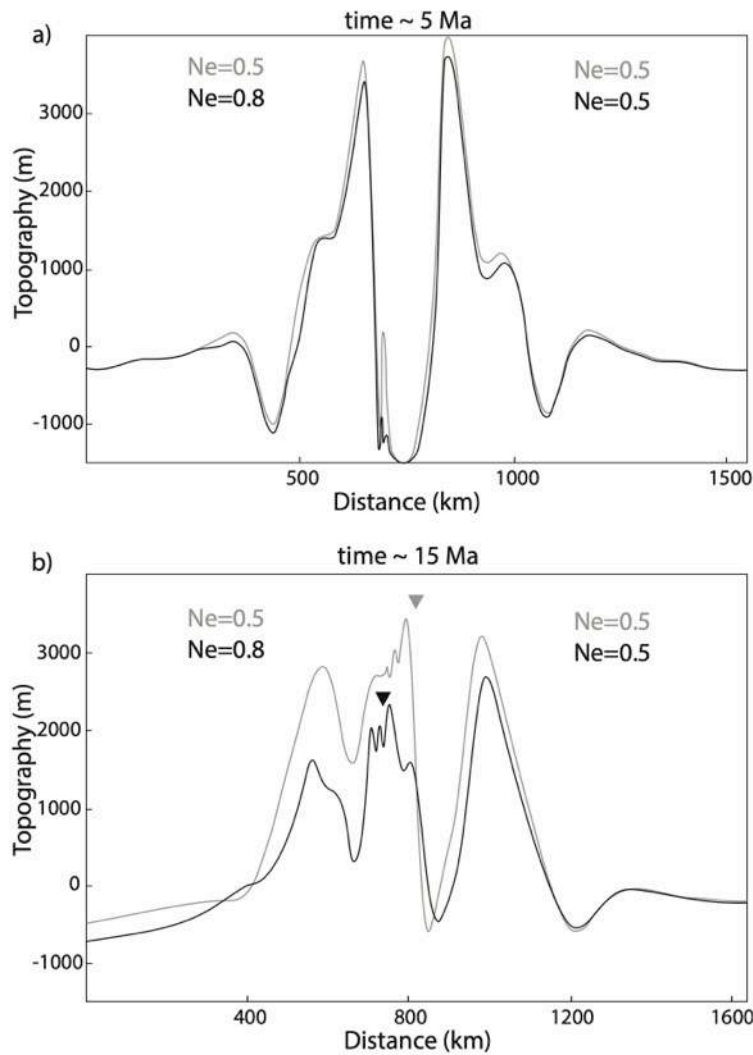 time ~ 5 Ma
a)
Ne=0.5
Ne=0.8
Ne=0.5
Ne=0.5
3000
2000
1000
0
-1000
Topography (m)
500
1000
1500
Distance (km)
time ~ 15 Ma
b)
Ne=0.5
Ne=0.8
Ne=0.5
Ne=0.5
3000
2000
1000
0
-1000
Topography (m)
400
800
1200
1600
Distance (km)